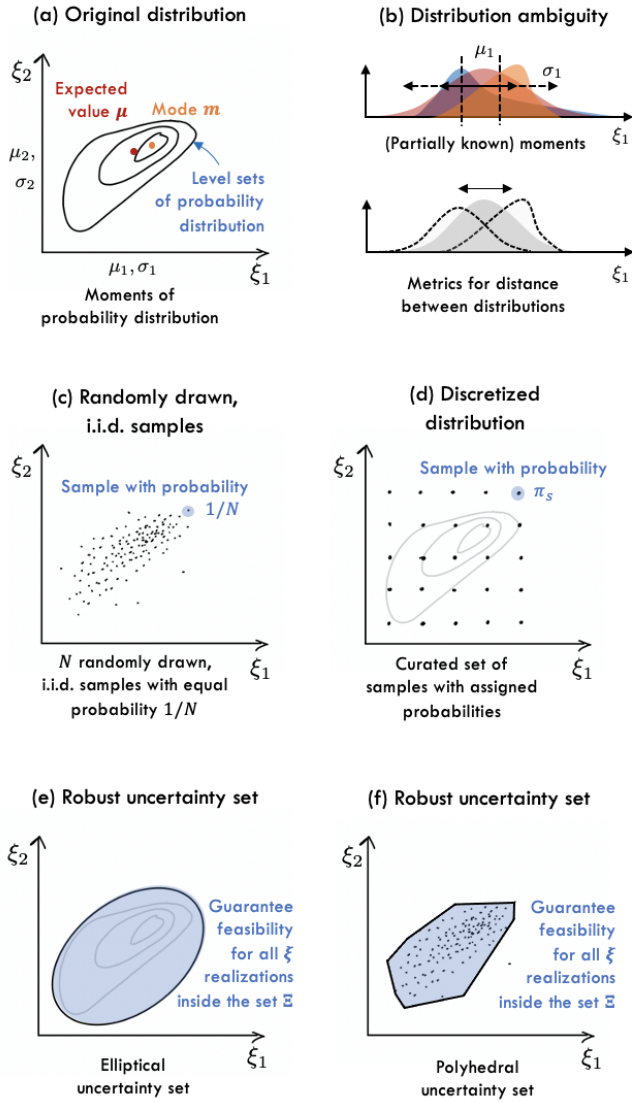 (a) Original distribution
ξ₂
Expected
value μ
Mode m
μ₂,
σ₂
Level sets
of probability
distribution
μ₁, σ₁
ξ₁
Moments of
probability distribution
(b) Distribution ambiguity
μ₁
σ₁
ξ₁
(Partially known) moments
ξ₁
Metrics for distance
between distributions
(c) Randomly drawn,
i.i.d. samples
ξ₂
Sample with probability
1/N
ξ₁
N randomly drawn,
i.i.d. samples with equal
probability 1/N
(d) Discretized
distribution
ξ₂
Sample with probability
πₛ
ξ₁
Curated set of
samples with assigned
probabilities
(e) Robust uncertainty set
ξ₂
Guarantee
feasibility
for all ξ
realizations
inside the set Ξ
ξ₁
Elliptical
uncertainty set
(f) Robust uncertainty set
ξ₂
Guarantee
feasibility
for all ξ
realizations
inside the set Ξ
ξ₁
Polyhedral
uncertainty set